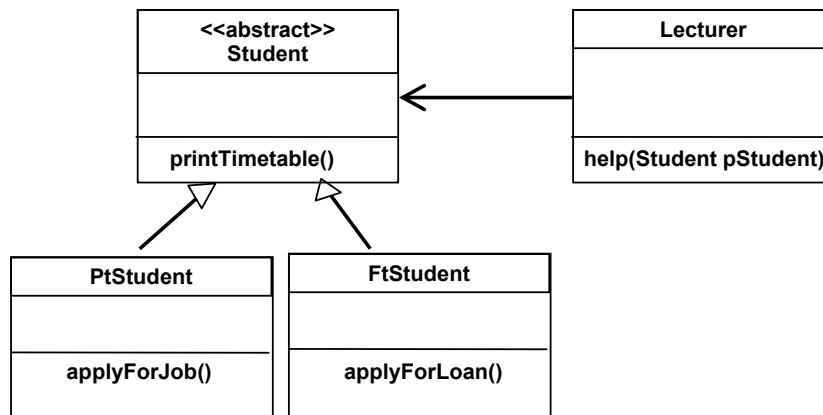 <<abstract>>
Student
printTimetable()
Lecturer
help(Student pStudent)
PtStudent
applyForJob()
FtStudent
applyForLoan()